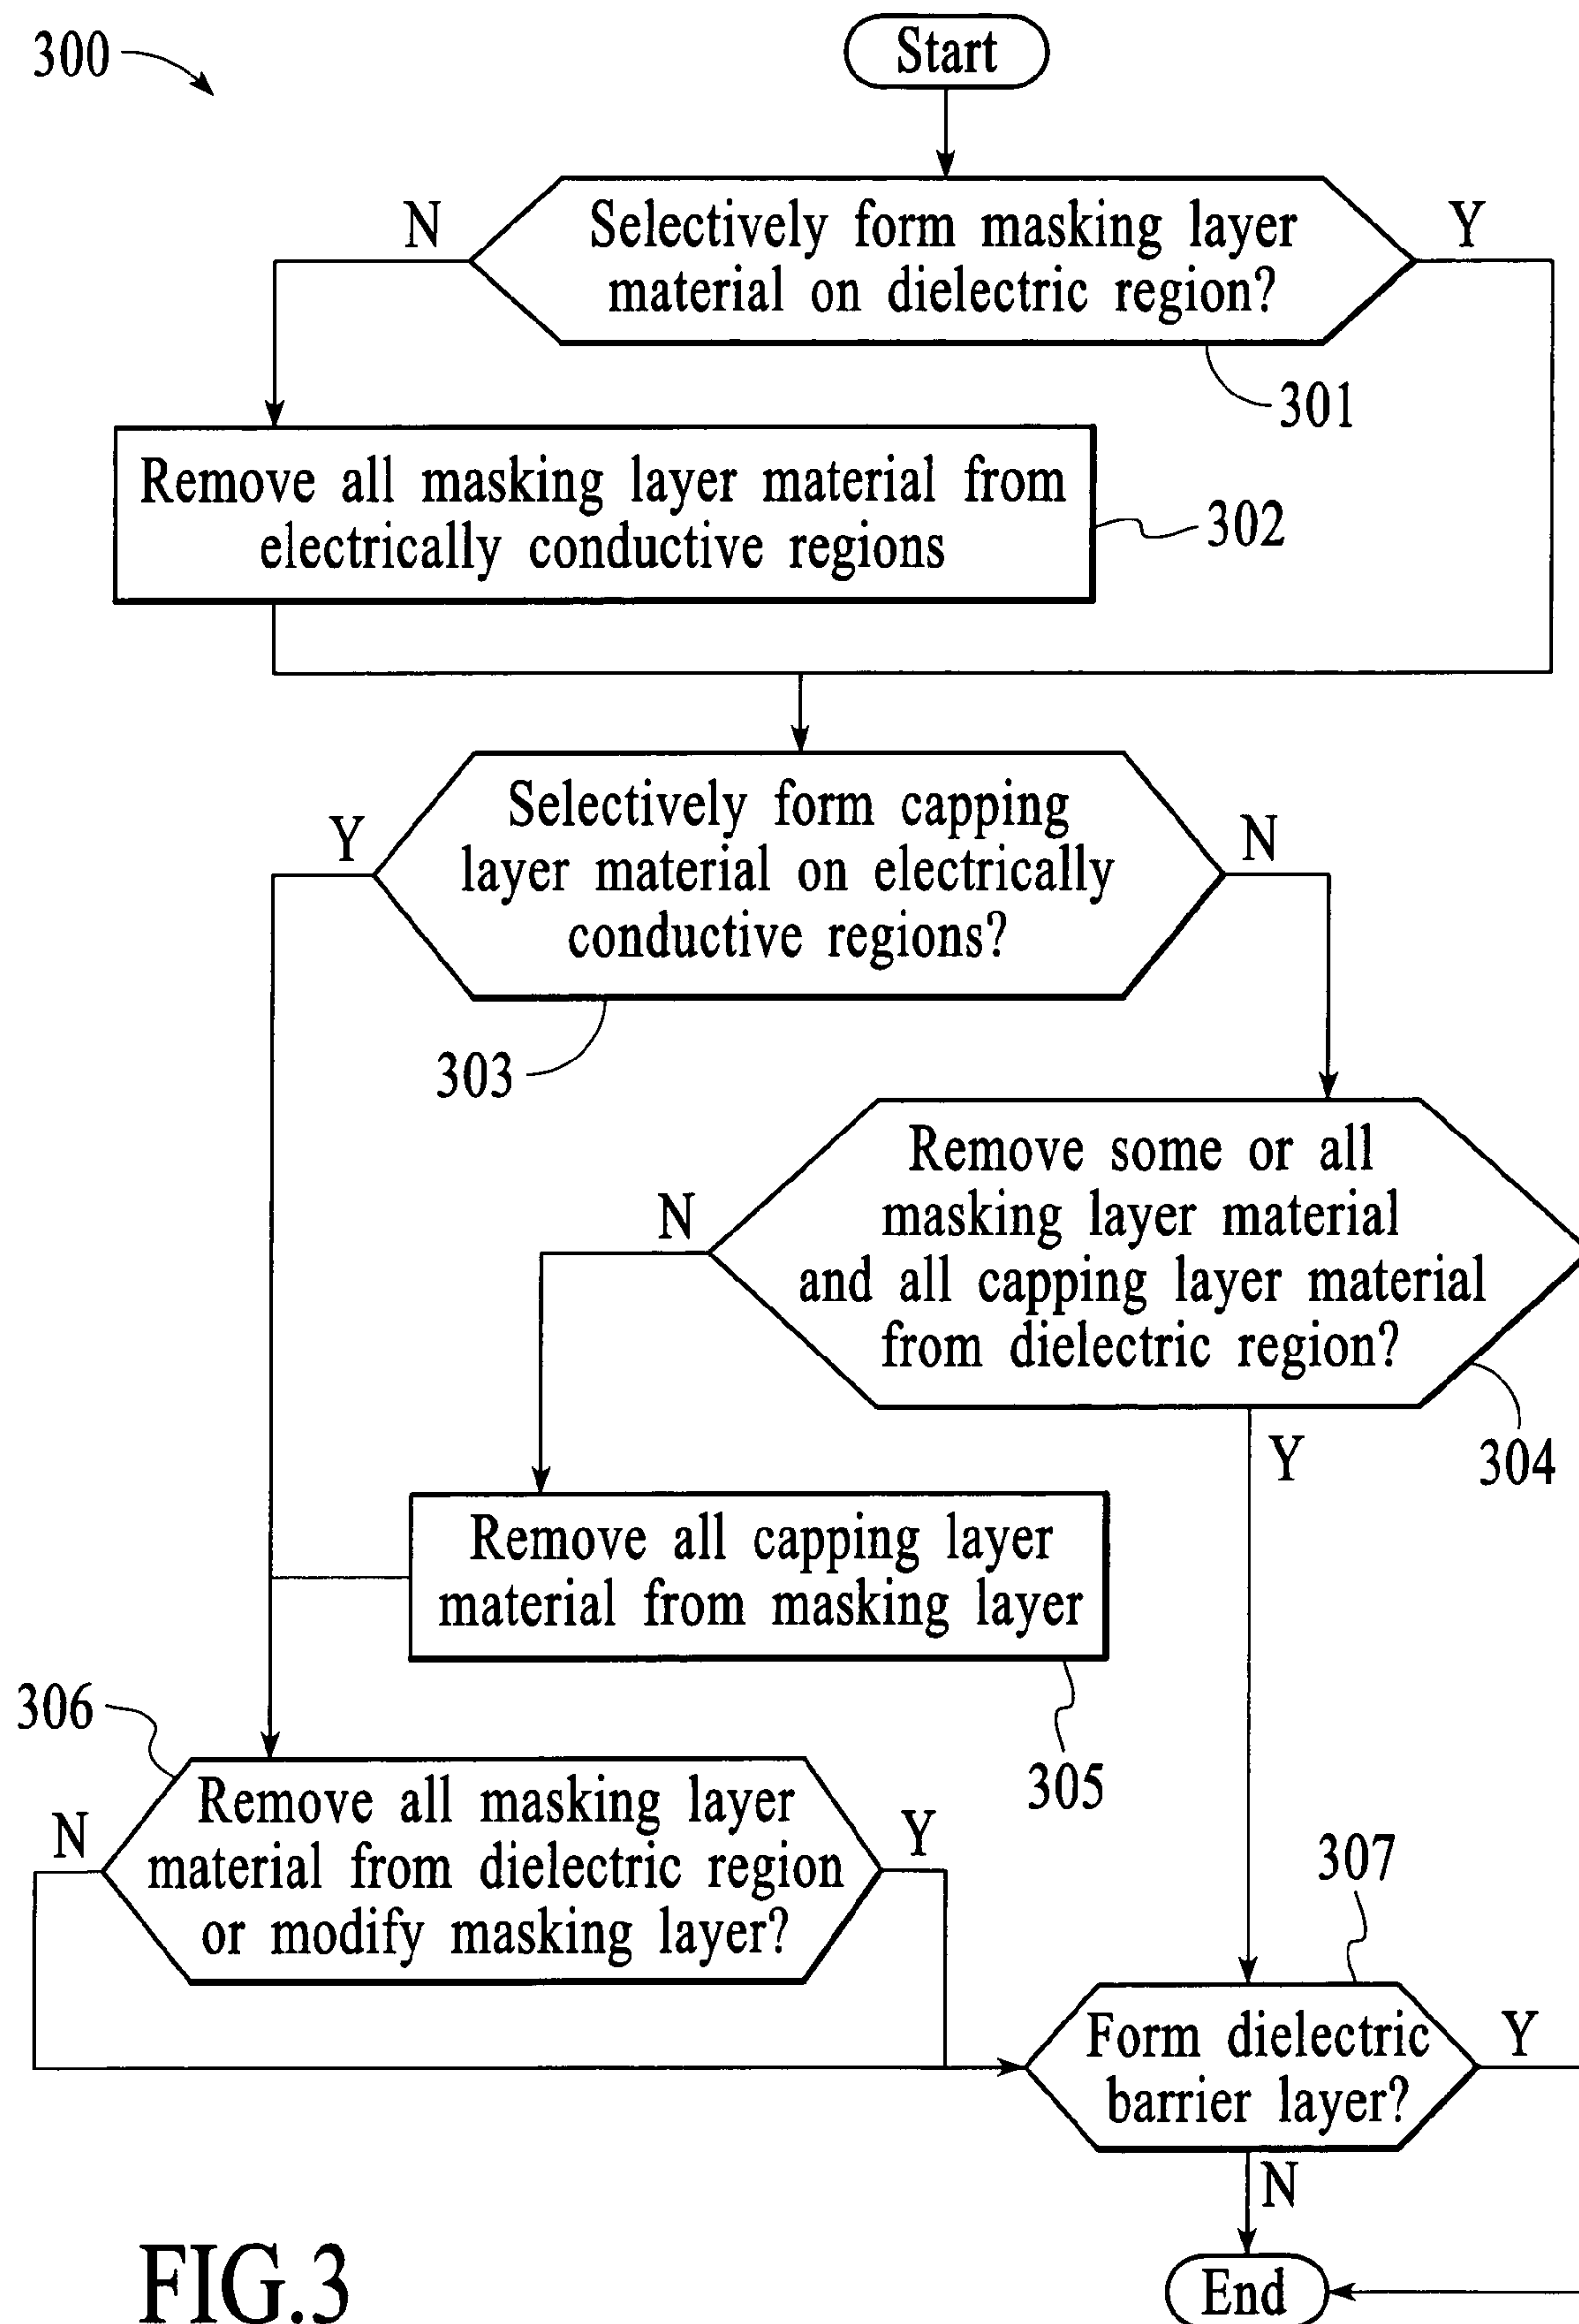 300
Start
N
Selectively form masking layer
material on dielectric region?
Y
301
Remove all masking layer material from
electrically conductive regions
302
Y
Selectively form capping
layer material on electrically
conductive regions?
N
303
N
Remove some or all
masking layer material
and all capping layer material
from dielectric region?
Y
304
Remove all capping layer
material from masking layer
305
306
N
Remove all masking layer
material from dielectric region
or modify masking layer?
Y
307
Form dielectric
barrier layer?
Y
N
End
FIG.3